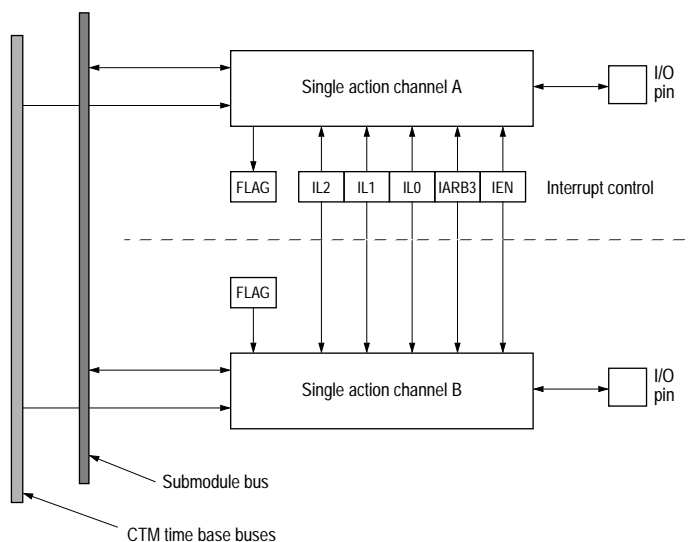 Single action channel A
I/O
pin
FLAG
IL2
IL1
IL0
IARB3
IEN
Interrupt control
FLAG
Single action channel B
I/O
pin
Submodule bus
CTM time base buses